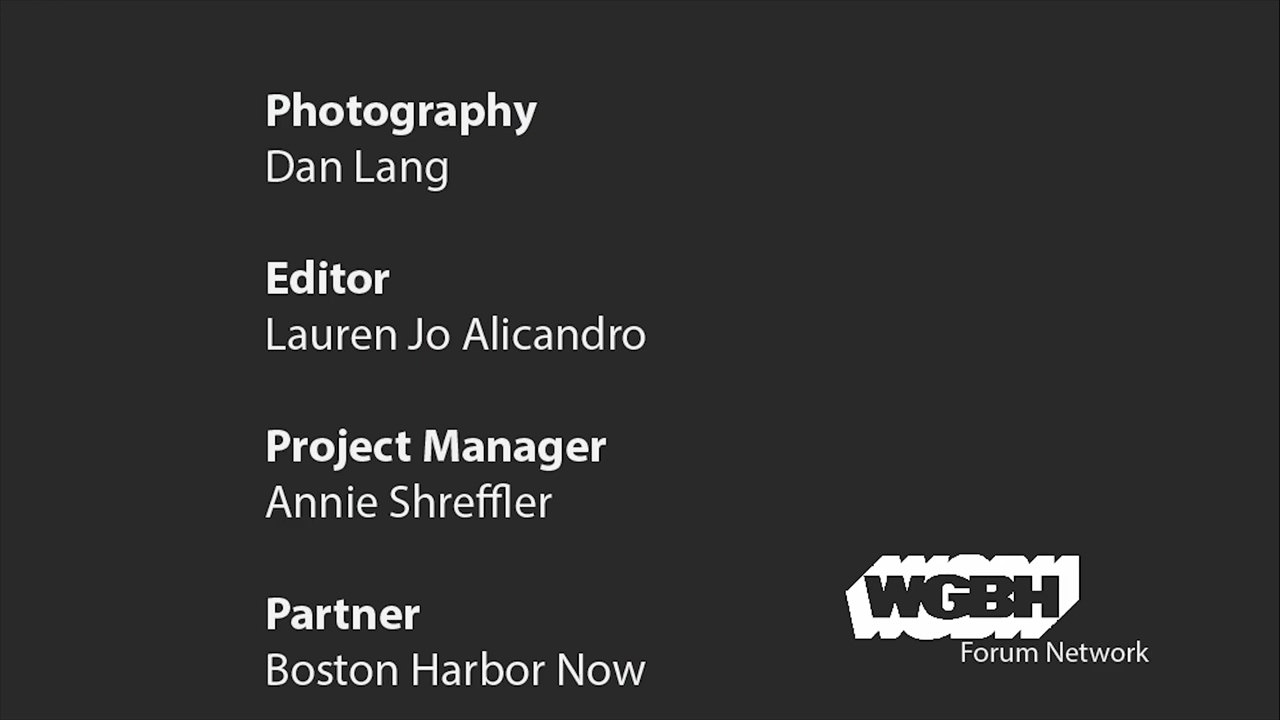 Photography
Dan Lang
Editor
Lauren Jo Alicandro
Project Manager
Annie Shreffler
Partner
Boston Harbor Now
WGBH
Forum Network